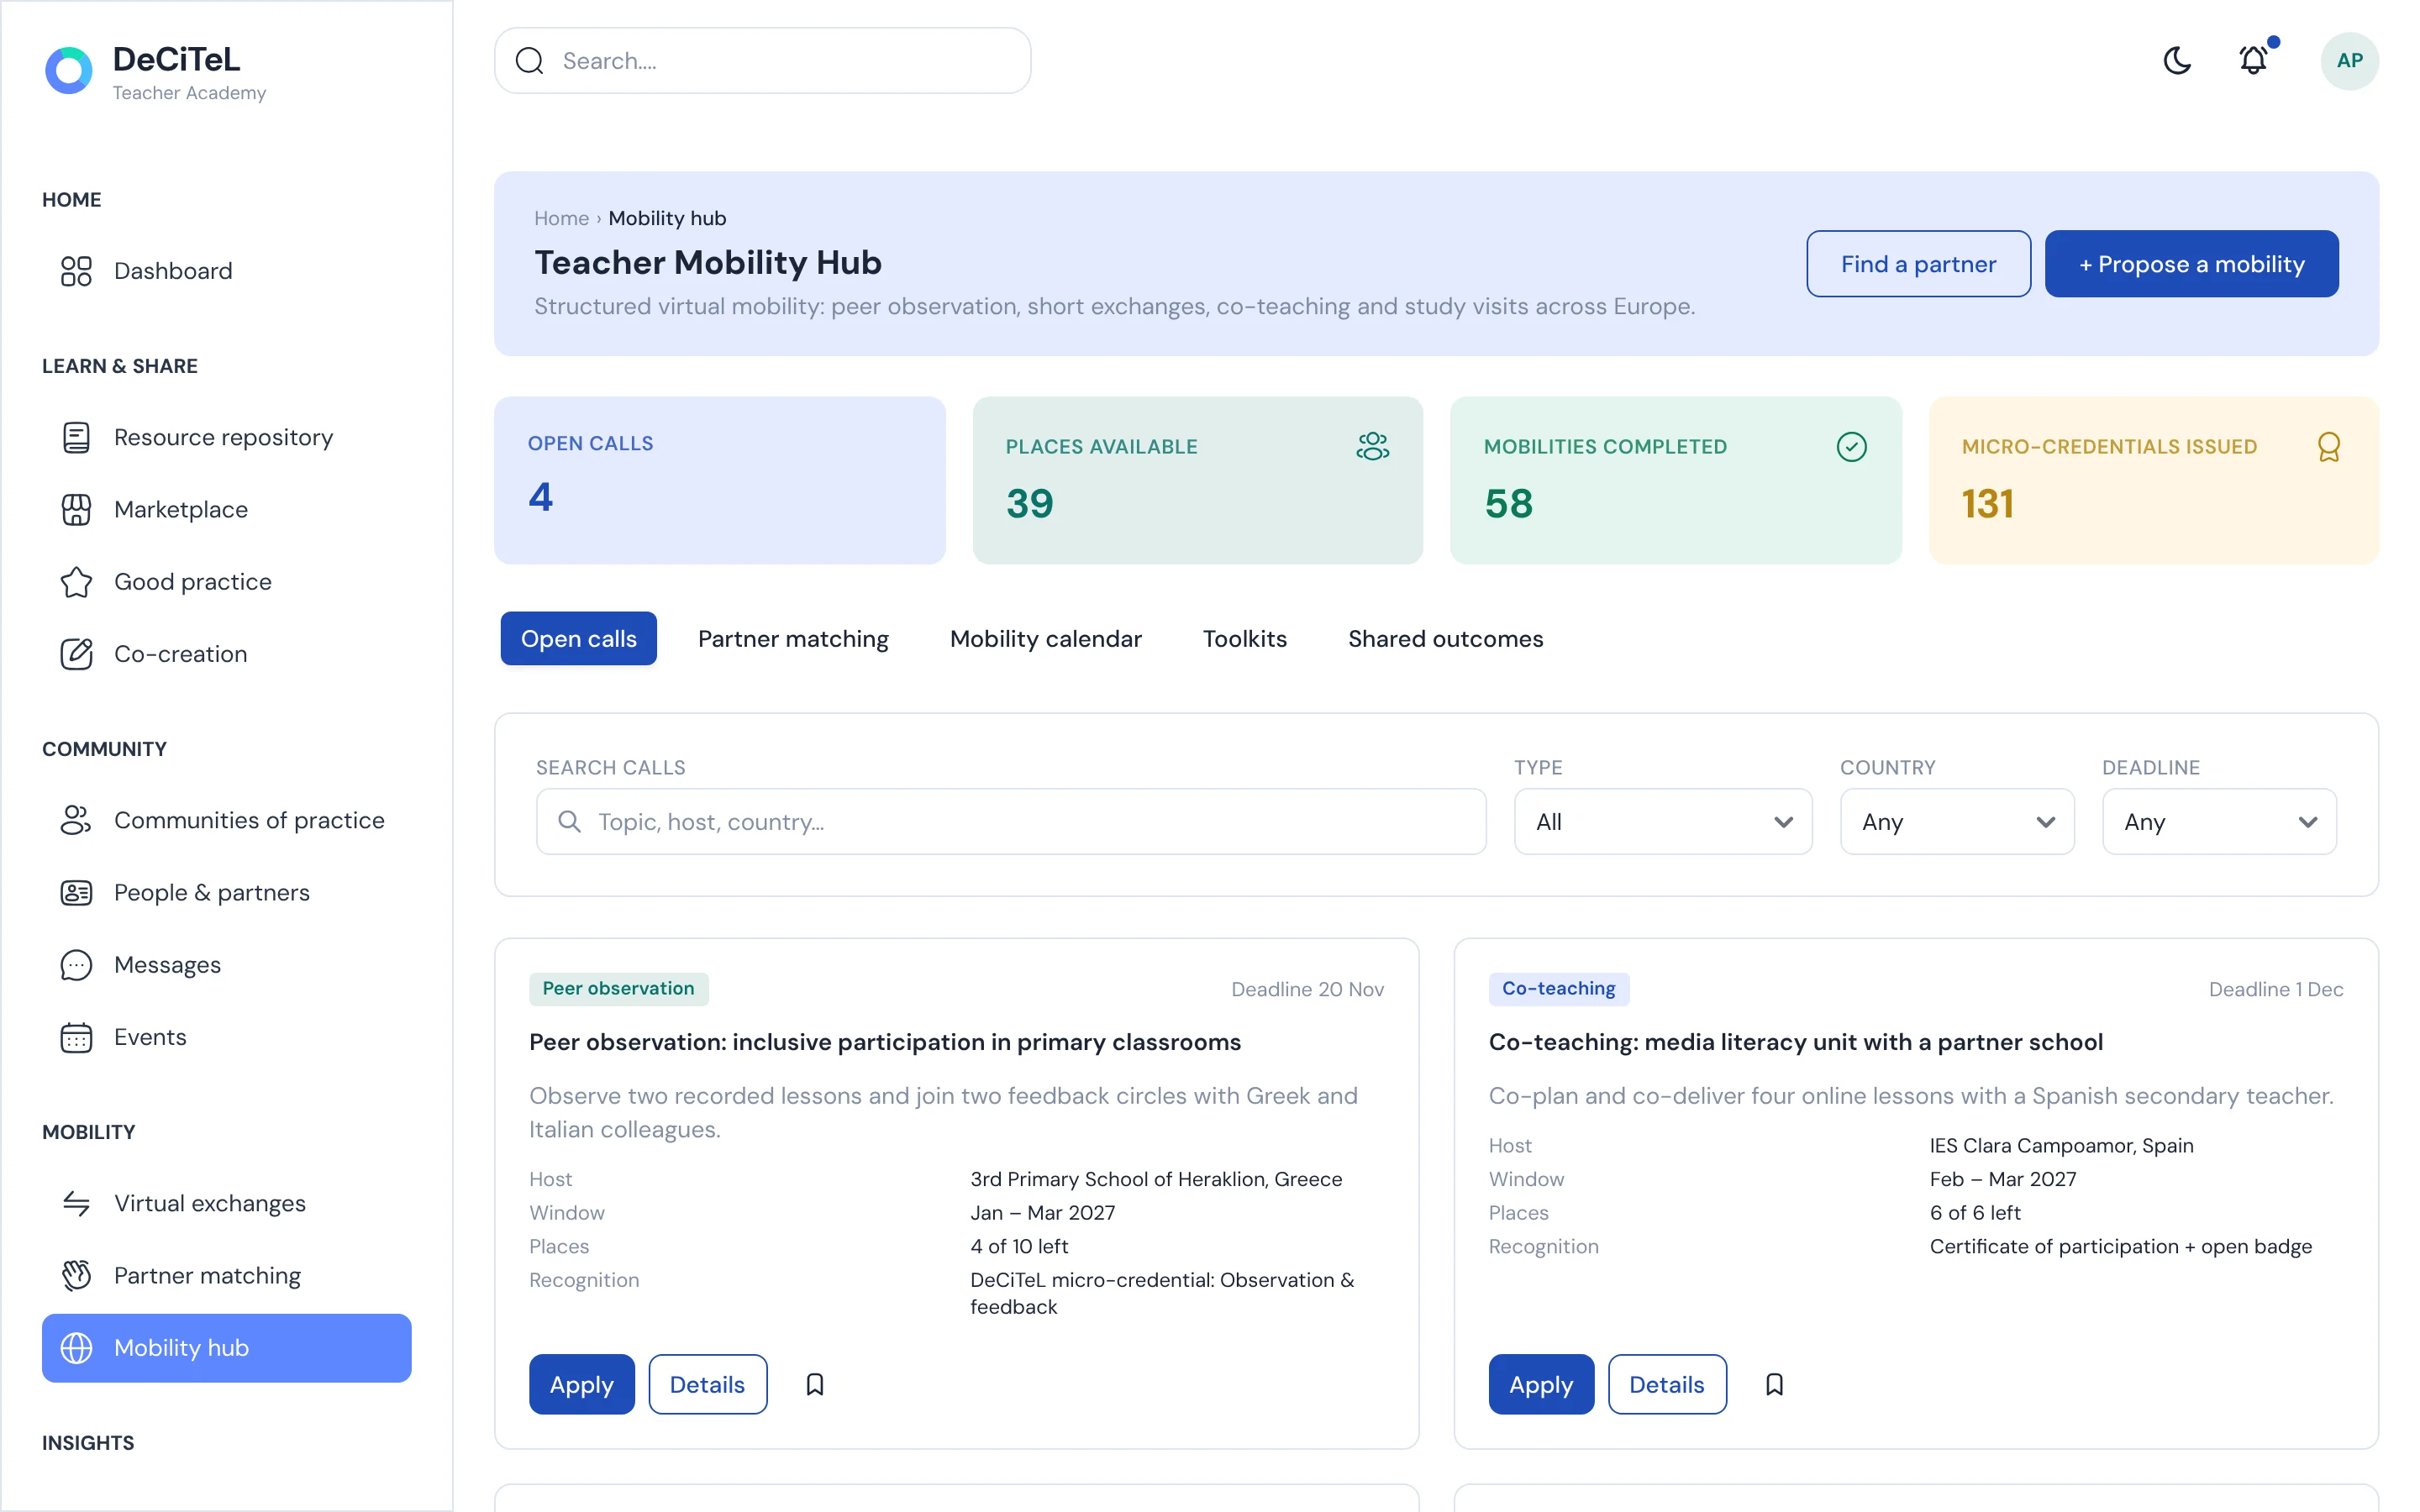 DeCiTeL
Teacher Academy
HOME
Dashboard
LEARN & SHARE
Resource repository
Marketplace
Good practice
Co-creation
COMMUNITY
Communities of practice
People & partners
Messages
Events
MOBILITY
Virtual exchanges
Partner matching
Mobility hub
INSIGHTS
Search....
AP
Home › Mobility hub
Teacher Mobility Hub
Structured virtual mobility: peer observation, short exchanges, co-teaching and study visits across Europe.
Find a partner
+ Propose a mobility
OPEN CALLS
4
PLACES AVAILABLE
39
MOBILITIES COMPLETED
58
MICRO-CREDENTIALS ISSUED
131
Open calls
Partner matching
Mobility calendar
Toolkits
Shared outcomes
SEARCH CALLS
Topic, host, country...
TYPE
All
COUNTRY
Any
DEADLINE
Any
Peer observation
Deadline 20 Nov
Peer observation: inclusive participation in primary classrooms
Observe two recorded lessons and join two feedback circles with Greek and
Italian colleagues.
Host 3rd Primary School of Heraklion, Greece
Window Jan – Mar 2027
Places 4 of 10 left
Recognition DeCiTeL micro-credential: Observation &
feedback
Apply
Details
Co-teaching
Deadline 1 Dec
Co-teaching: media literacy unit with a partner school
Co-plan and co-deliver four online lessons with a Spanish secondary teacher.
Host IES Clara Campoamor, Spain
Window Feb – Mar 2027
Places 6 of 6 left
Recognition Certificate of participation + open badge
Apply
Details